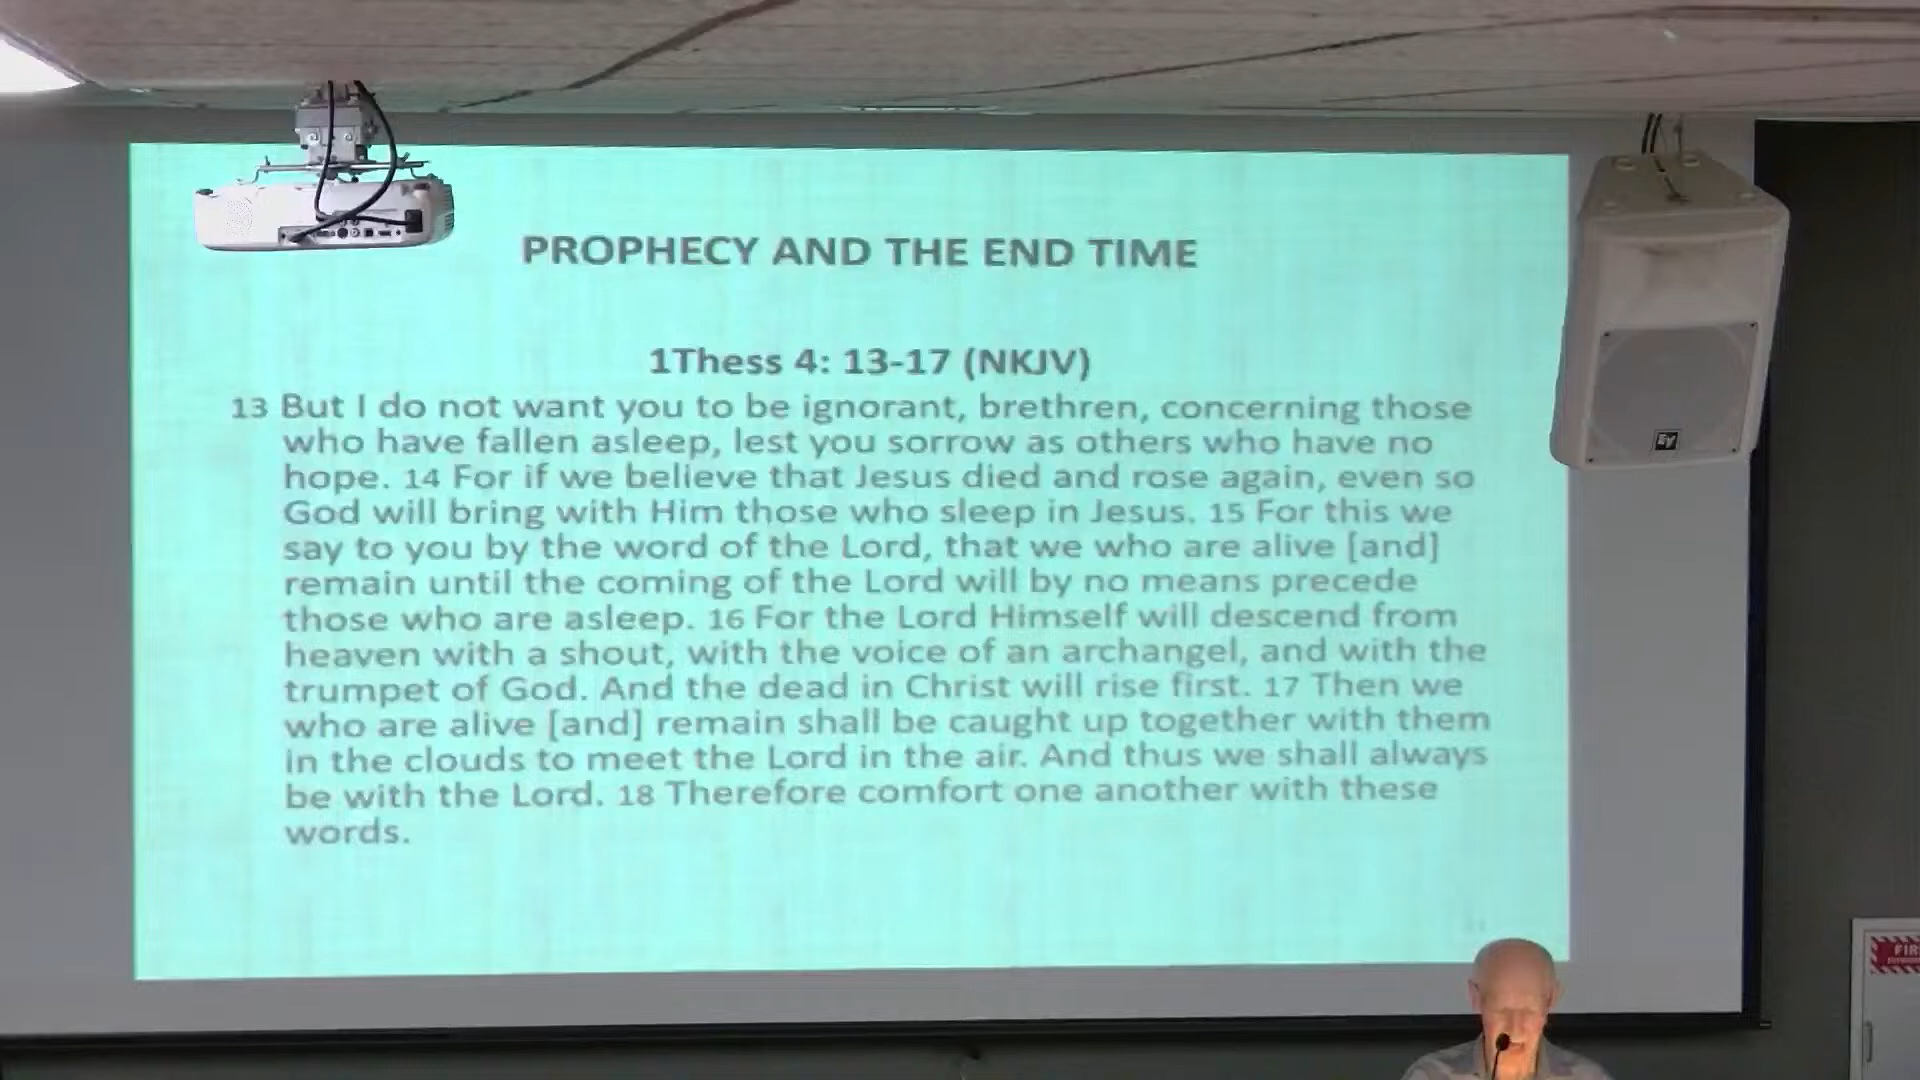 PROPHECY AND THE END TIME
1Thess 4: 13-17 (NKJV)
13 But I do not want you to be ignorant, brethren, concerning those
who have fallen asleep, lest you sorrow as others who have no
hope. 14 For if we believe that Jesus died and rose again, even so
God will bring with Him those who sleep in Jesus. 15 For this we
say to you by the word of the Lord, that we who are alive [and]
remain until the coming of the Lord will by no means precede
those who are asleep. 16 For the Lord Himself will descend from
heaven with a shout, with the voice of an archangel, and with the
trumpet of God. And the dead in Christ will rise first. 17 Then we
who are alive [and] remain shall be caught up together with them
in the clouds to meet the Lord in the air. And thus we shall always
be with the Lord. 18 Therefore comfort one another with these
words.
EV
FIR